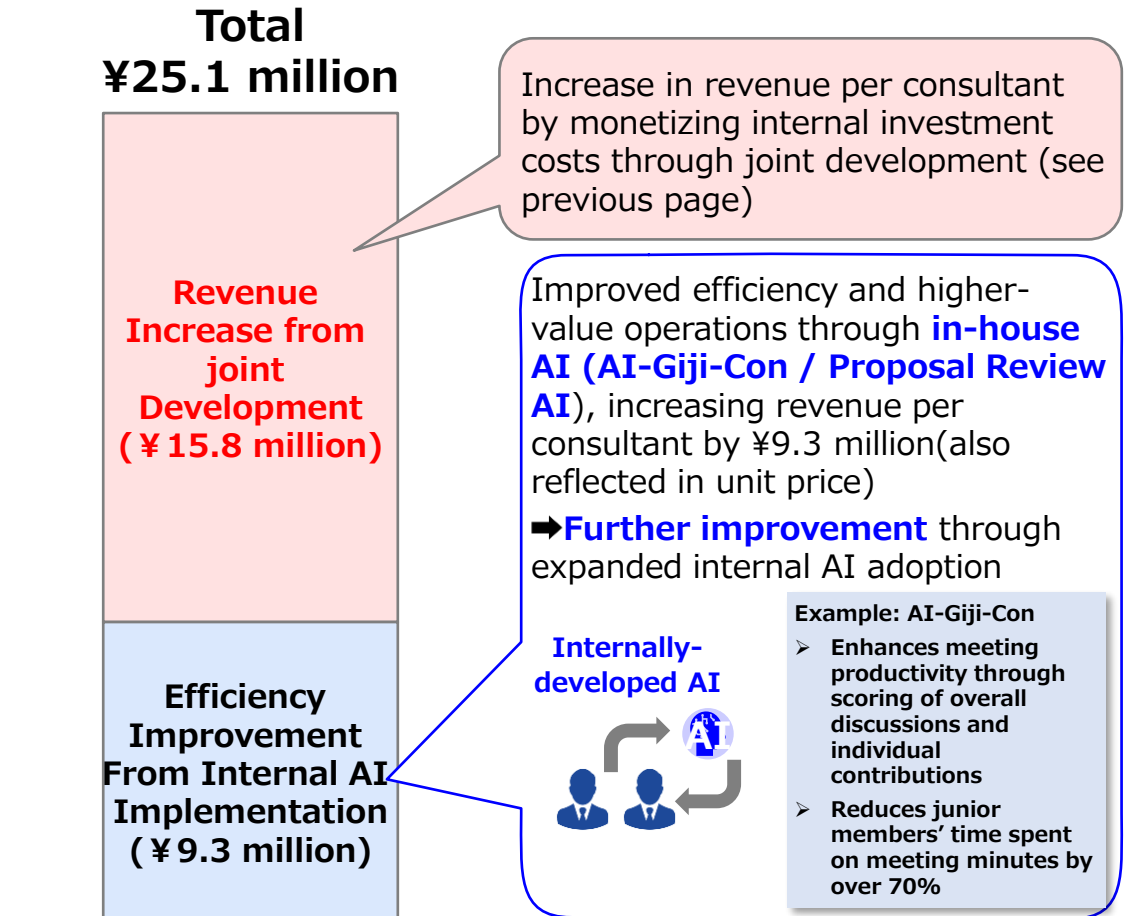 Total
¥25.1 million
Revenue
Increase from
joint
Development
(¥15.8 million)
Efficiency
Improvement
From Internal AI
Implementation
(¥9.3 million)
Increase in revenue per consultant
by monetizing internal investment
costs through joint development (see
previous page)
Improved efficiency and higher-
value operations through in-house
AI (AI-Giji-Con / Proposal Review
AI), increasing revenue per
consultant by ¥9.3 million(also
reflected in unit price)
➡Further improvement through
expanded internal AI adoption
Internally-
developed AI
AI
Example: AI-Giji-Con
➢ Enhances meeting
productivity through
scoring of overall
discussions and
individual
contributions
➢ Reduces junior
members’ time spent
on meeting minutes by
over 70%